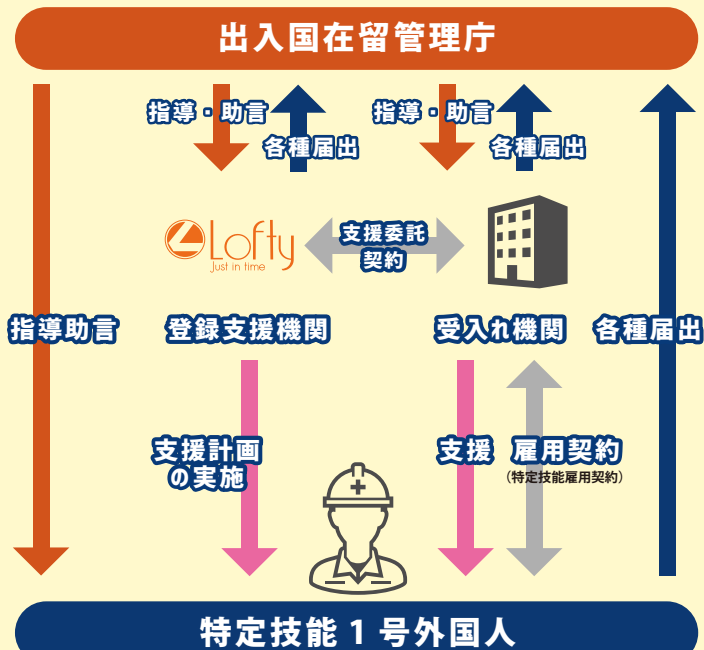 出入国在留管理庁
指導・助言
各種届出
指導・助言
各種届出
Lofty
Just in time
支援委託
契約
指導助言
登録支援機関
受入れ機関
各種届出
支援計画
の実施
支援
雇用契約
(特定技能雇用契約)
特定技能1号外国人